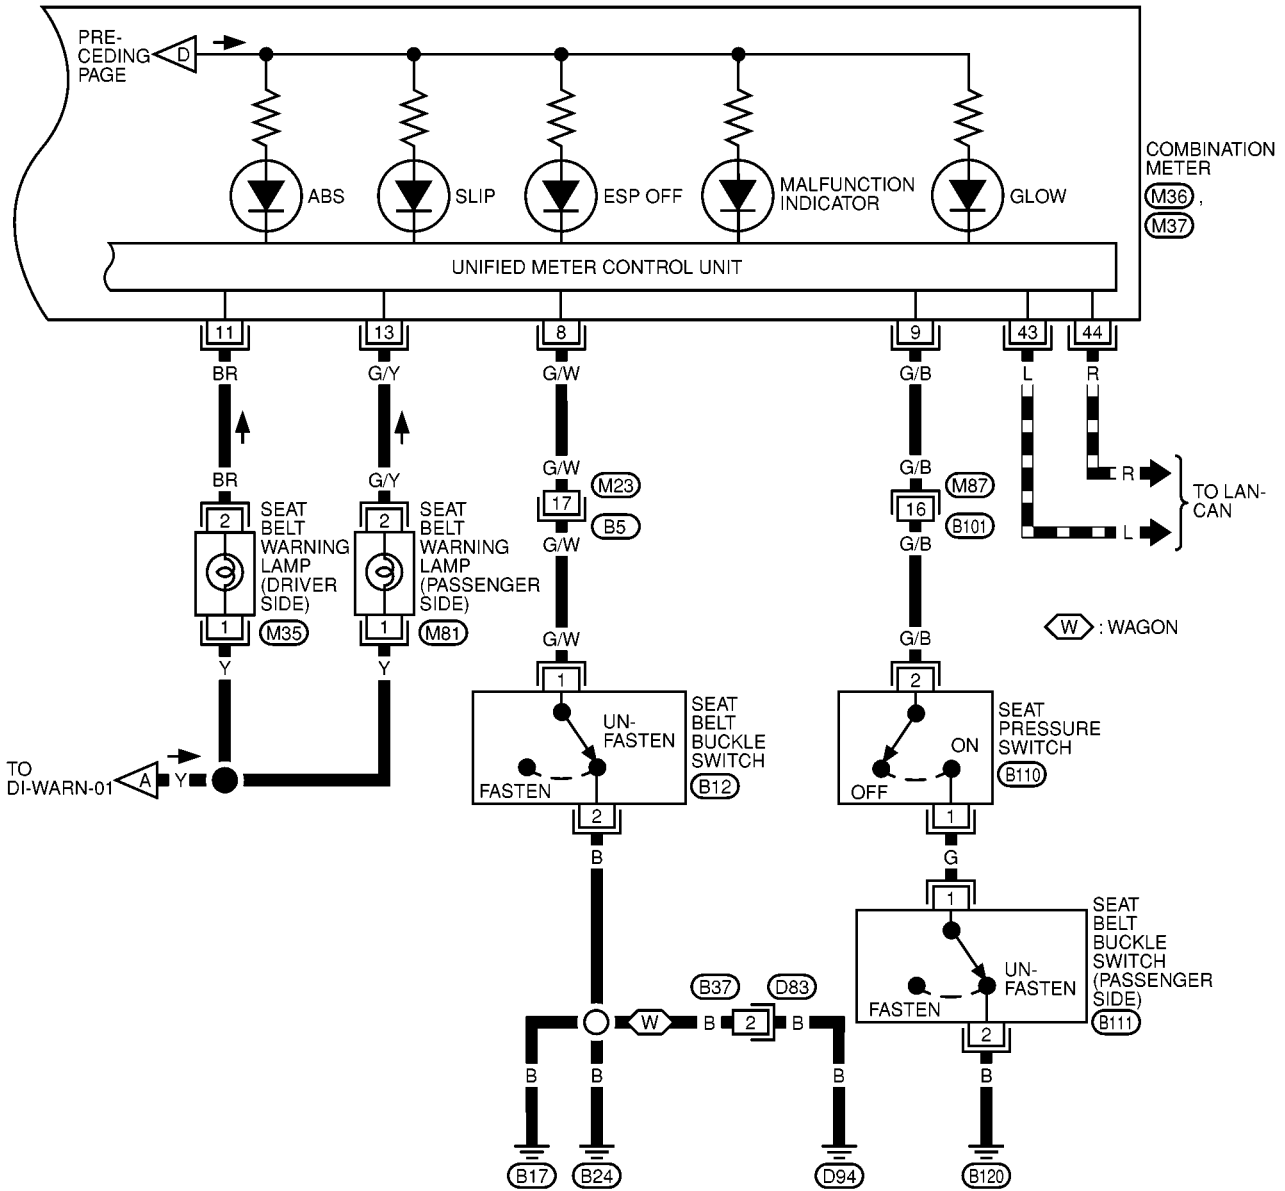 PRE-
CEDING
PAGE
D
ABS
SLIP
ESP OFF
MALFUNCTION
INDICATOR
GLOW
COMBINATION
METER
M36 ,
M37
UNIFIED METER CONTROL UNIT
11
13
8
9
43
44
BR
G/Y
G/W
G/B
L
R
BR
G/Y
G/W
M23
G/B
M87
R
17
16
TO LAN-
CAN
B5
B101
G/W
G/B
L
2
SEAT
BELT
WARNING
LAMP
(DRIVER
SIDE)
2
SEAT
BELT
WARNING
LAMP
(PASSENGER
SIDE)
1
M35
1
M81
W : WAGON
Y
Y
G/W
G/B
1
2
UN-
FASTEN
FASTEN
SEAT
BELT
BUCKLE
SWITCH
B12
ON
OFF
SEAT
PRESSURE
SWITCH
B110
TO
DI-WARN-01
A
Y
2
1
B
G
1
UN-
FASTEN
FASTEN
SEAT
BELT
BUCKLE
SWITCH
(PASSENGER
SIDE)
B111
B37
D83
W
B
2
B
2
B
B
B
B
B17
B24
D94
B120